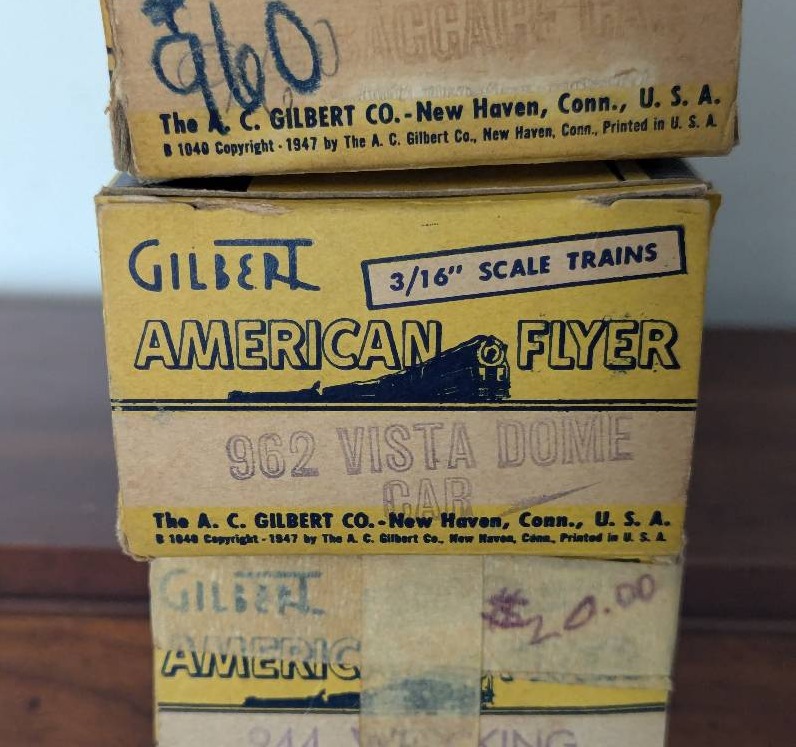 960
The A. C. GILBERT CO.-New Haven, Conn., U. S. A.
B 1040 Copyright - 1947 by The A. C. Gilbert Co., New Haven, Conn., Printed in U. S. A.
GILBERT
3/16" SCALE TRAINS
AMERICAN FLYER
962 VISTA DOME
CAR
The A. C. GILBERT CO.-New Haven, Conn., U. S. A.
B 1040 Copyright - 1947 by The A. C. Gilbert Co., New Haven, Conn., Printed in U. S. A.
GILBERT
$20.00
AMERIC